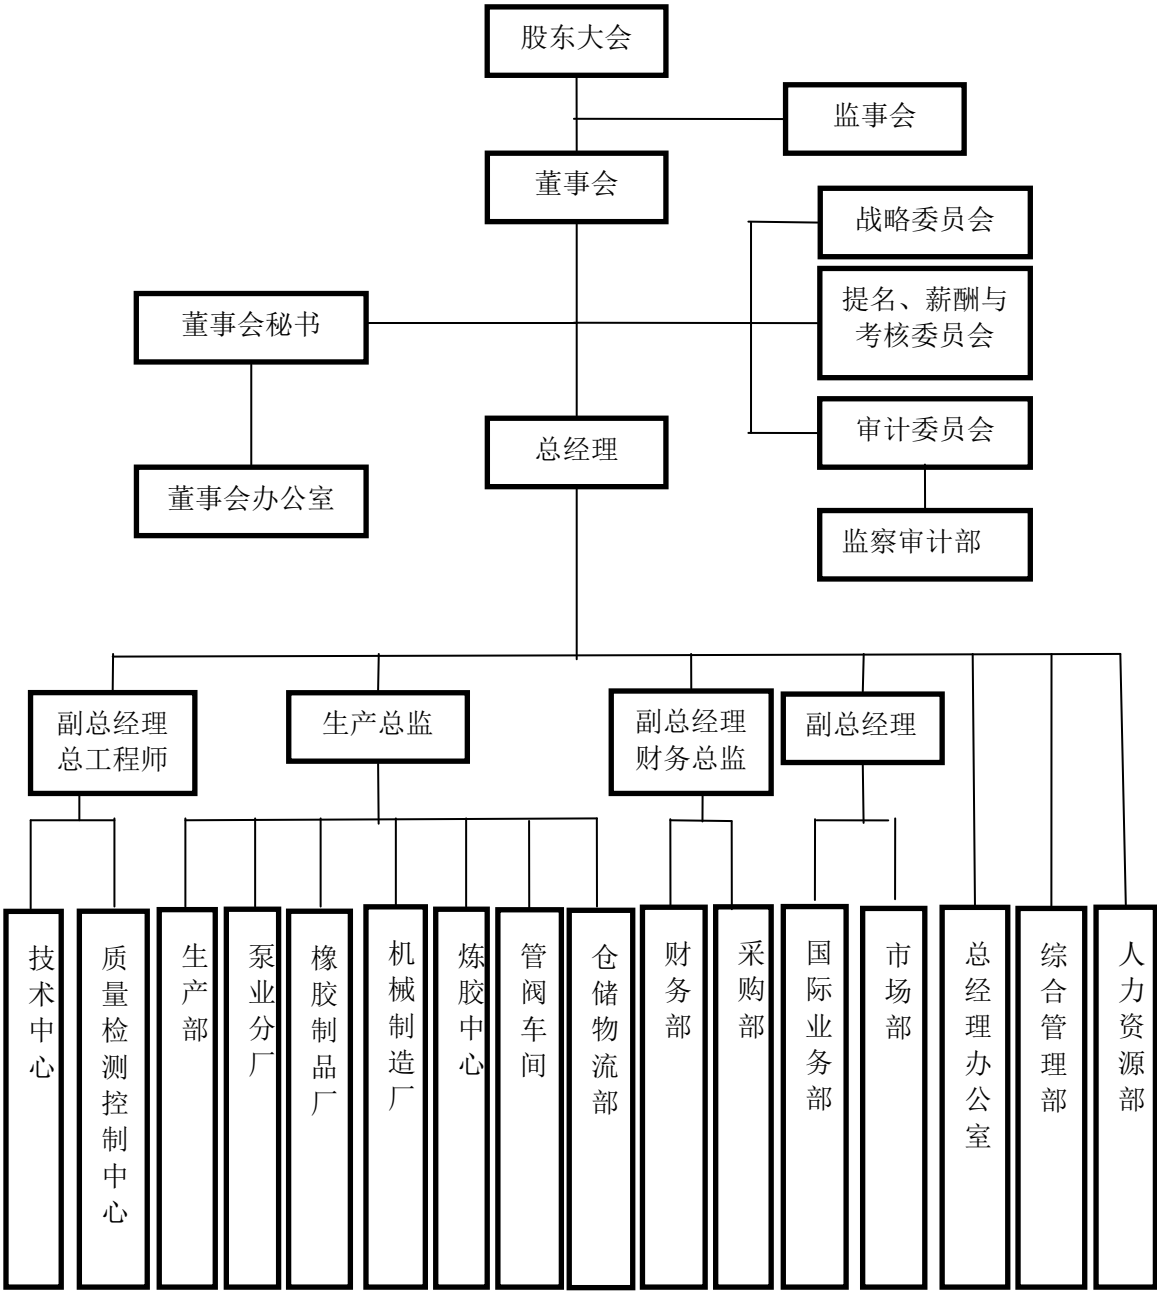 股东大会
监事会
董事会
战略委员会
提名、薪酬与
考核委员会
董事会秘书
审计委员会
总经理
董事会办公室
监察审计部
副总经理
总工程师
生产总监
副总经理
财务总监
副总经理
技术中心
质量检测控制中心
生产部
泵业分厂
橡胶制品厂
机械制造厂
炼胶中心
管阀车间
仓储物流部
财务部
采购部
国际业务部
市场部
总经理办公室
综合管理部
人力资源部